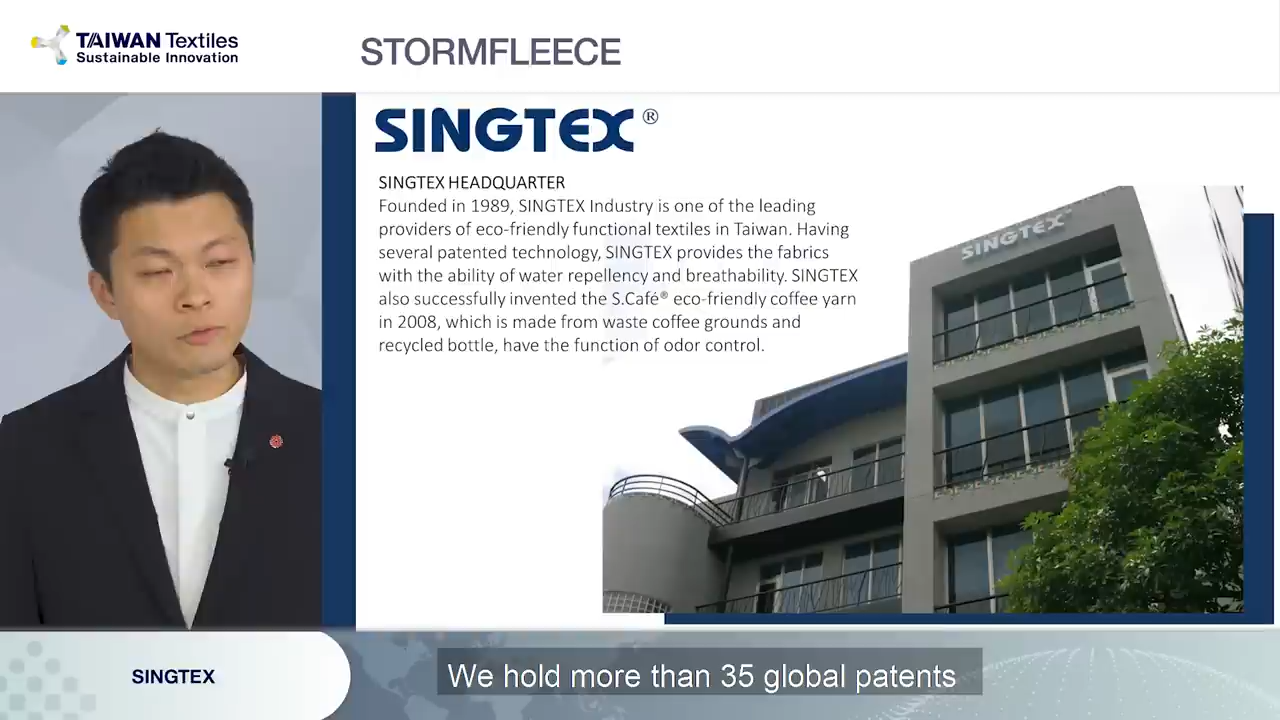 TAIWAN Textiles
Sustainable Innovation
STORMFLEECE
SINGTEX®
SINGTEX HEADQUARTER
Founded in 1989, SINGTEX Industry is one of the leading
providers of eco-friendly functional textiles in Taiwan. Having
several patented technology, SINGTEX provides the fabrics
with the ability of water repellency and breathability. SINGTEX
also successfully invented the S.Café® eco-friendly coffee yarn
in 2008, which is made from waste coffee grounds and
recycled bottle, have the function of odor control.
SINGTEX
SINGTEX
We hold more than 35 global patents